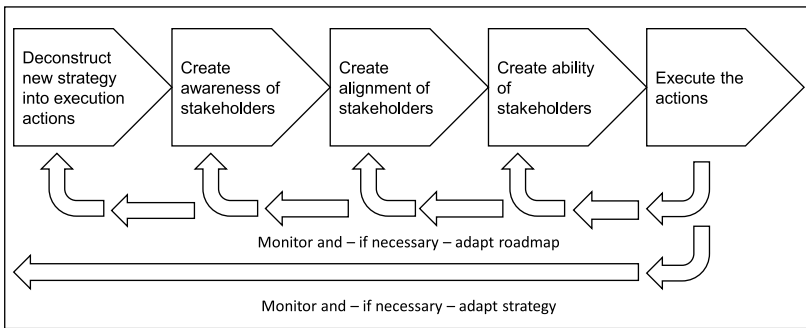 Deconstruct
new strategy
into execution
actions
Create
awareness of
stakeholders
Create
alignment of
stakeholders
Create ability
of
stakeholders
Execute the
actions
Monitor and – if necessary – adapt roadmap
Monitor and – if necessary – adapt strategy